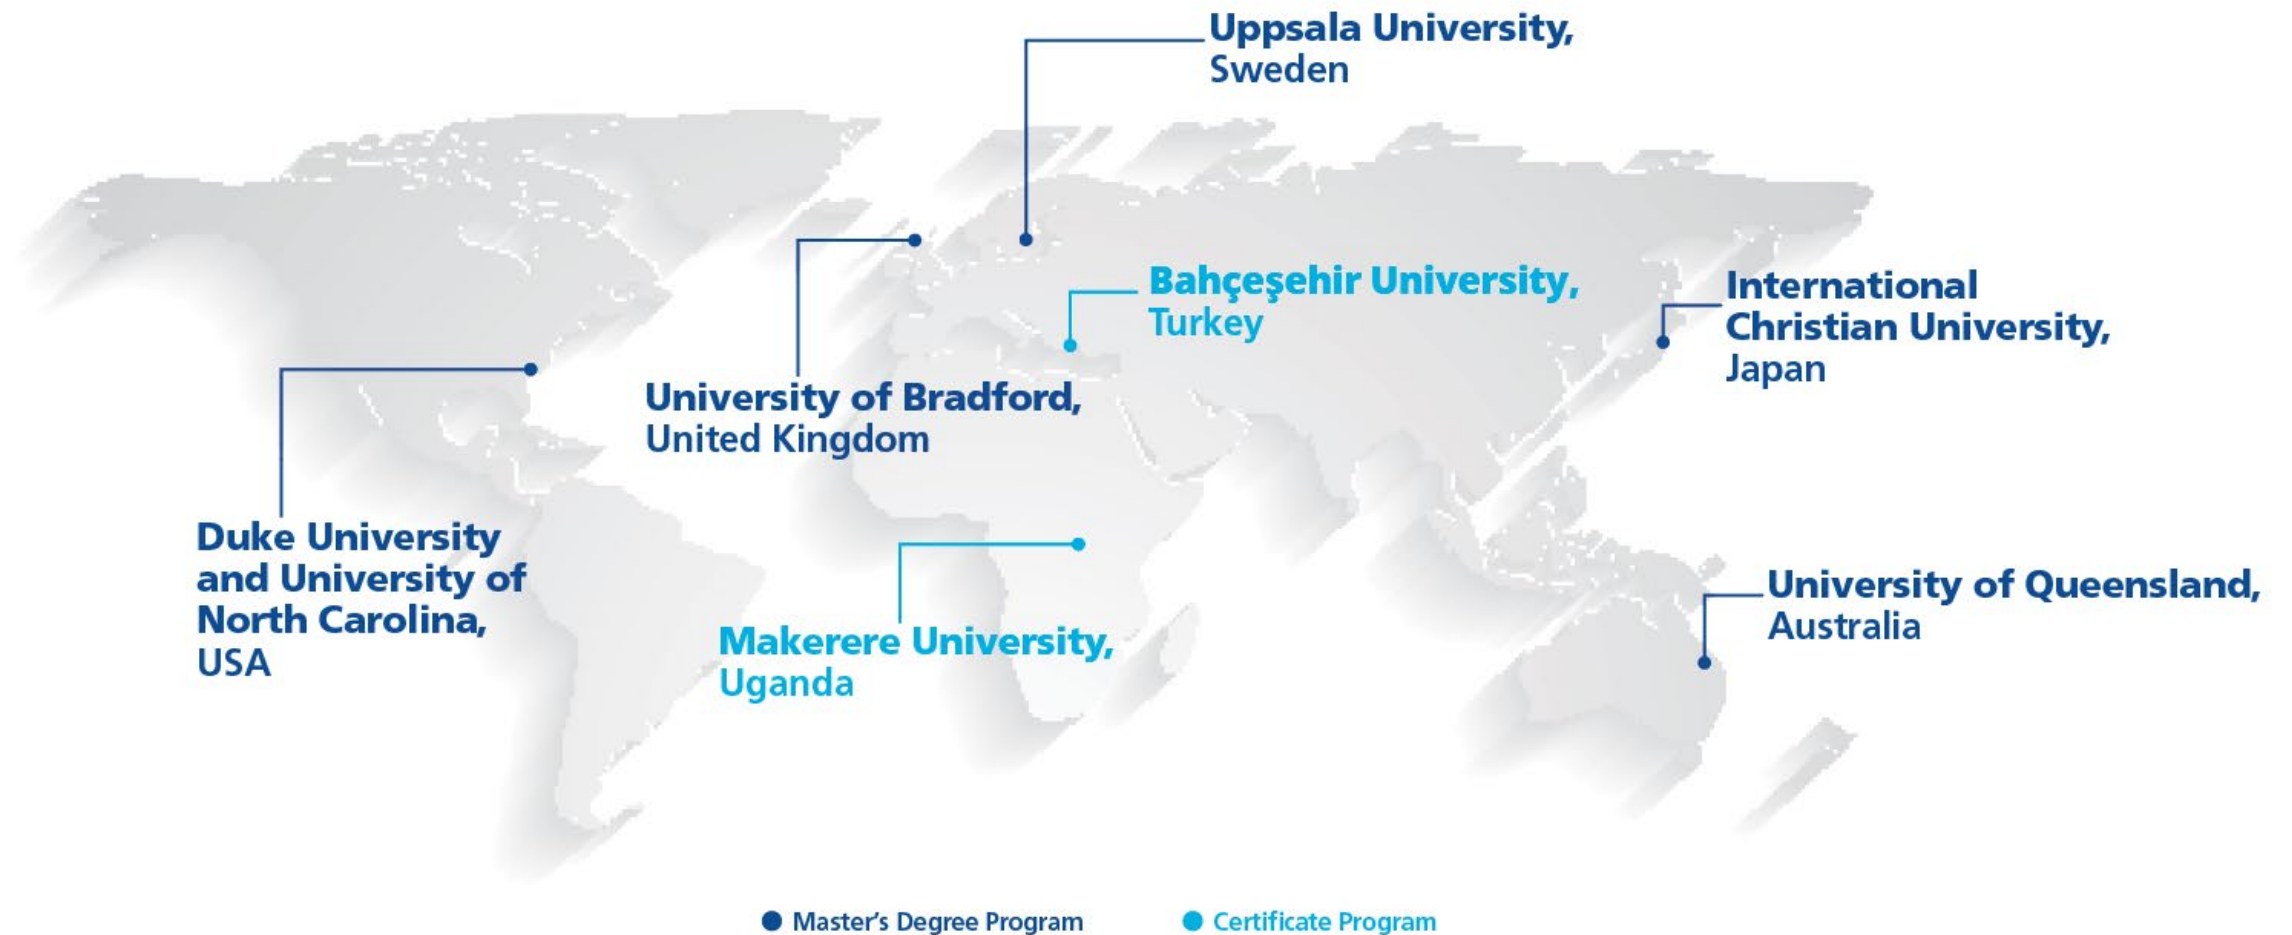 Uppsala University,
Sweden
Bahçeşehir University,
Turkey
International
Christian University,
Japan
University of Bradford,
United Kingdom
Duke University
and University of
North Carolina,
USA
University of Queensland,
Australia
Makerere University,
Uganda
Master’s Degree Program
Certificate Program